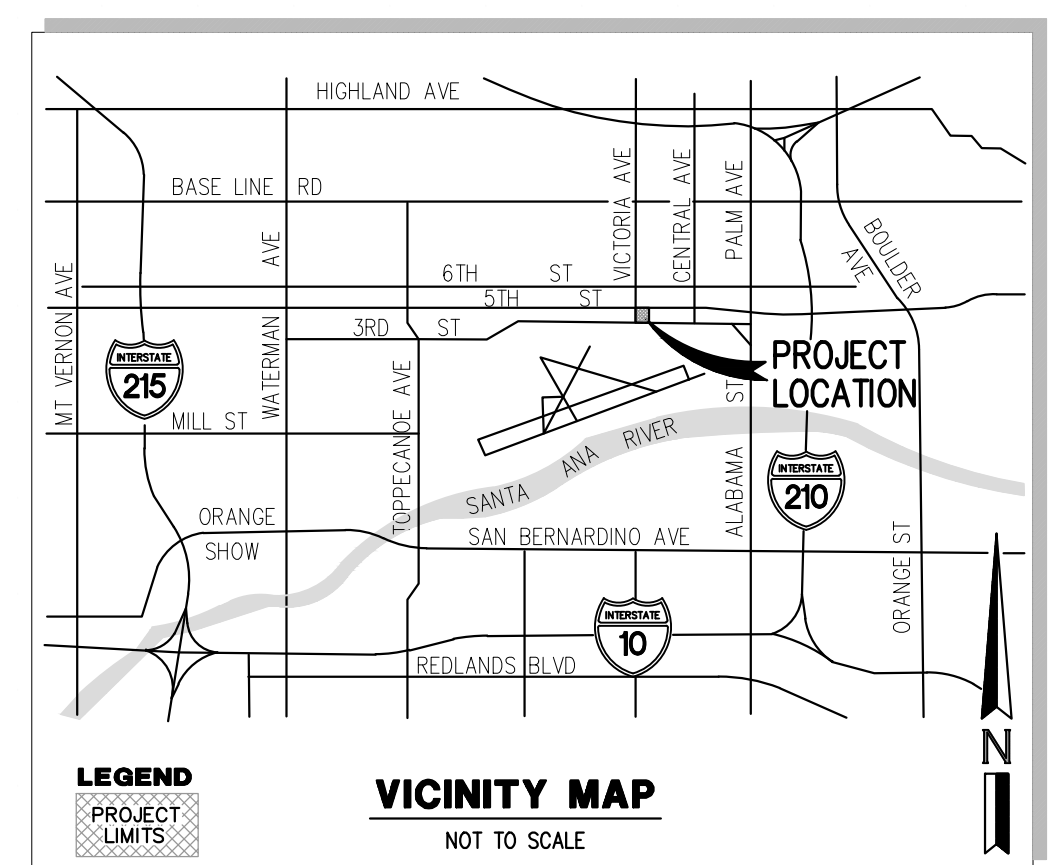 HIGHLAND AVE
BASE LINE RD
VICTORIA AVE
CENTRAL AVE
PALM AVE
BOULDER
AVE
6TH ST
5TH ST
3RD ST
MT VERNON AVE
WATERMAN AVE
TOPPECANOE AVE
INTERSTATE
215
MILL ST
PROJECT
LOCATION
SANTA ANA RIVER
ALABAMA ST
INTERSTATE
210
ORANGE
SHOW
SAN BERNARDINO AVE
ORANGE ST
INTERSTATE
10
REDLANDS BLVD
N
LEGEND
PROJECT
LIMITS
VICINITY MAP
NOT TO SCALE